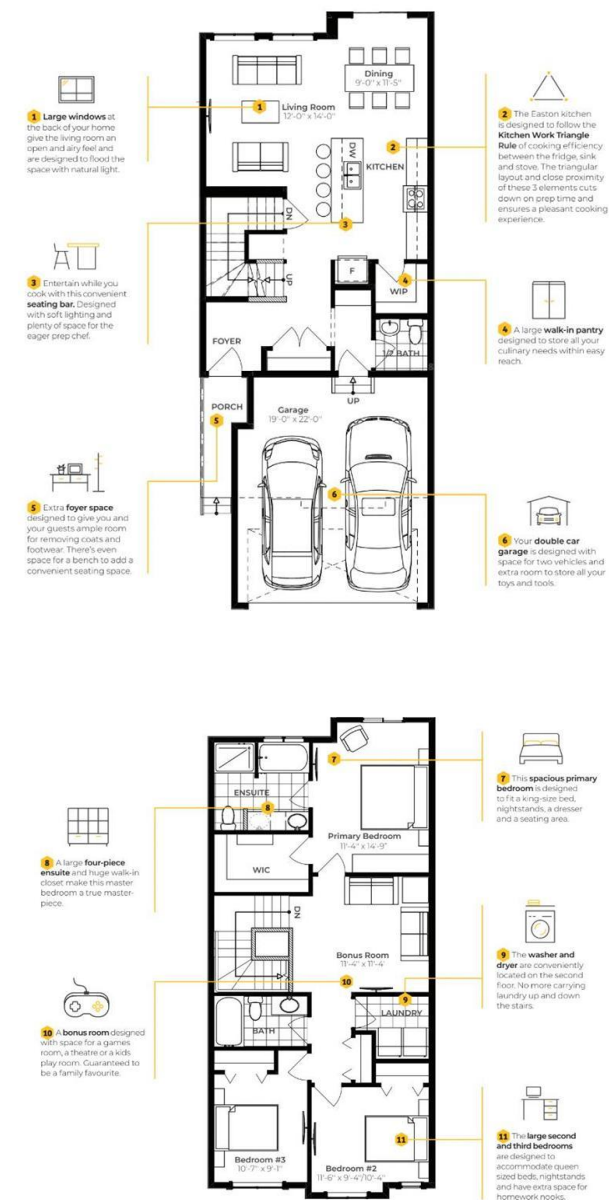 Dining
9'-0" x 11'-5"
1
Living Room
12'-0" x 14'-0"
1 Large windows at
the back of your home
give the living room an
open and airy feel and
are designed to flood the
space with natural light.
2
DW
KITCHEN
2 The Easton kitchen
is designed to follow the
Kitchen Work Triangle
Rule of cooking efficiency
between the fridge, sink
and stove. The triangular
layout and close proximity
of these 3 elements cuts
down on prep time and
ensures a pleasant cooking
experience.
DN
3
3 Entertain while you
cook with this convenient
seating bar. Designed
with soft lighting and
plenty of space for the
eager prep chef.
UP
F
4
WIP
4 A large walk-in pantry
designed to store all your
culinary needs within easy
reach.
FOYER
1/2 BATH
UP
PORCH
5
Garage
19'-0" x 22'-0"
5 Extra foyer space
designed to give you and
your guests ample room
for removing coats and
footwear. There's even
space for a bench to add a
convenient seating space.
6
6 Your double car
garage is designed with
space for two vehicles and
extra room to store all your
toys and tools.
7
ENSUITE
8
Primary Bedroom
11'-4" x 14'-9"
7 This spacious primary
bedroom is designed
to fit a king-size bed,
nightstands, a dresser
and a seating area.
WIC
8 A large four-piece
ensuite and huge walk-in
closet make this master
bedroom a true master-
piece.
DN
Bonus Room
11'-4" x 11'-4
10
9
LAUNDRY
9 The washer and
dryer are conveniently
located on the second
floor. No more carrying
laundry up and down
the stairs.
BATH
10 A bonus room designed
with space for a games
room, a theatre or a kids
play room. Guaranteed to
be a family favourite.
Bedroom #3
10'-7" x 9'-1"
11
Bedroom #2
11'-6" x 9'-4"/10'-4"
11 The large second
and third bedrooms
are designed to
accommodate queen
sized beds, nightstands
and have extra space for
homework nooks.